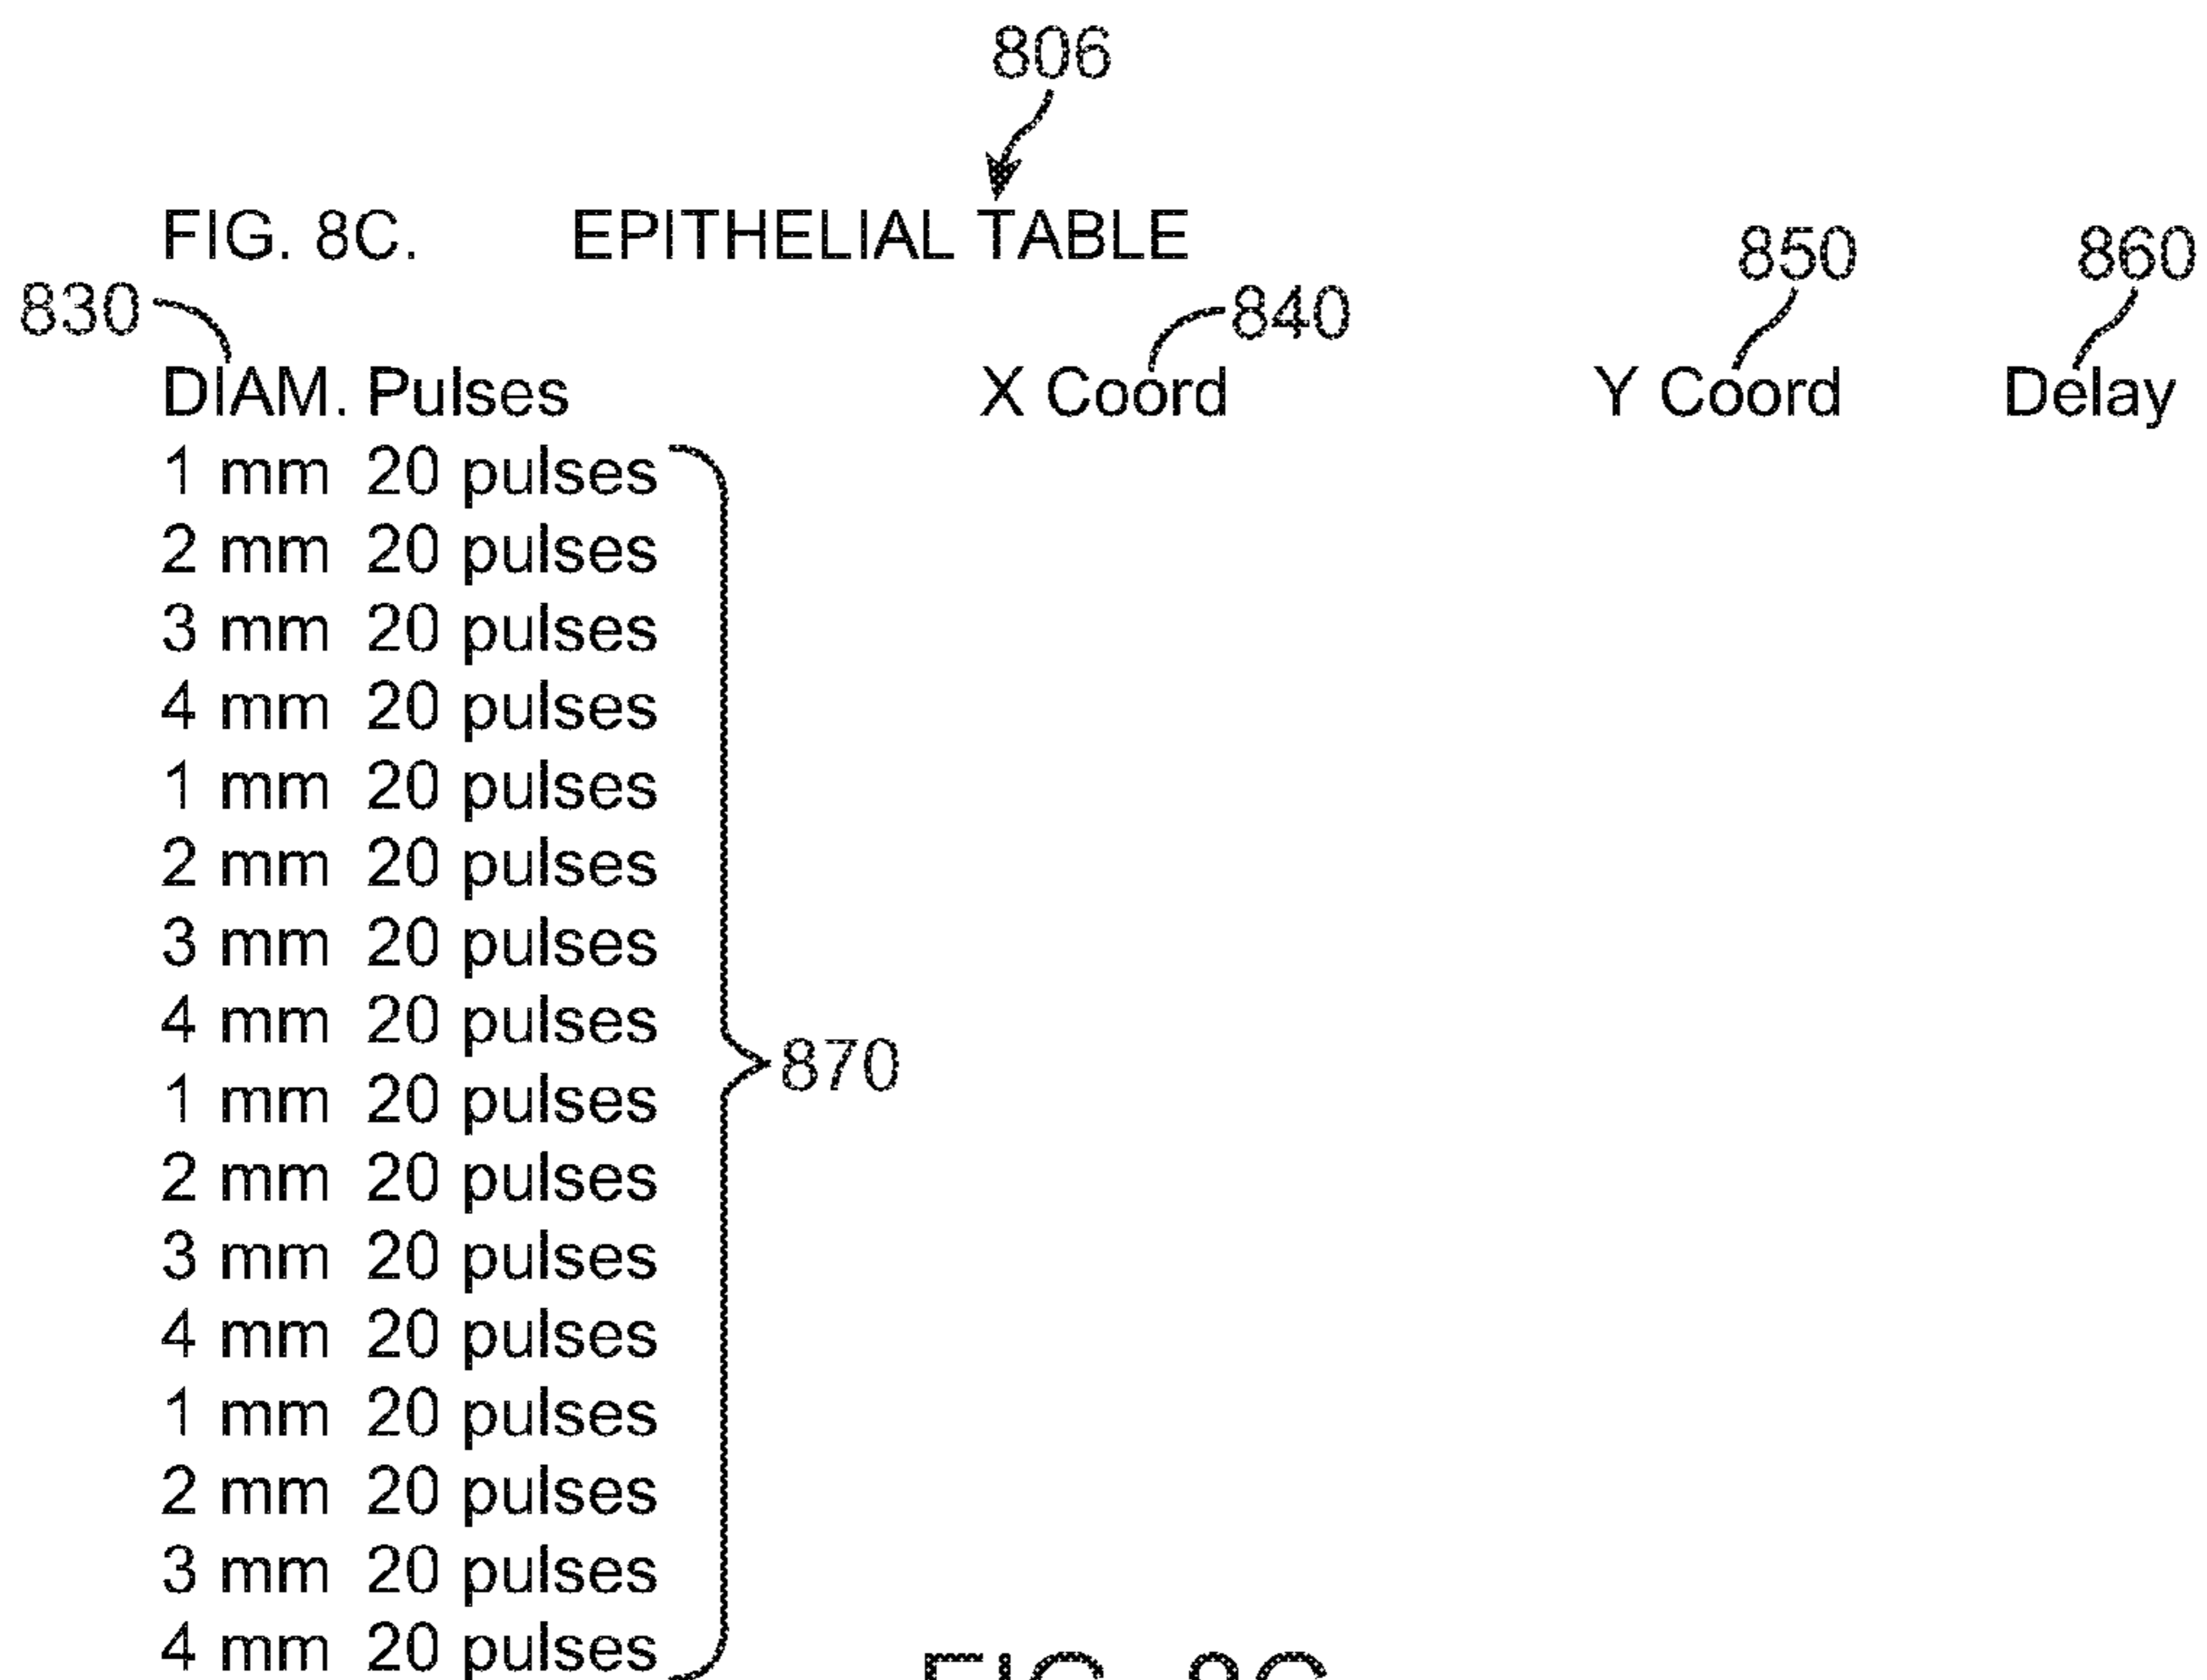 806
FIG. 8C. EPITHELIAL TABLE
850 860
830 840
DIAM. Pulses X Coord Y Coord Delay
1 mm 20 pulses
2 mm 20 pulses
3 mm 20 pulses
4 mm 20 pulses
1 mm 20 pulses
2 mm 20 pulses
3 mm 20 pulses
4 mm 20 pulses
870
1 mm 20 pulses
2 mm 20 pulses
3 mm 20 pulses
4 mm 20 pulses
1 mm 20 pulses
2 mm 20 pulses
3 mm 20 pulses
4 mm 20 pulses
FIG. 8C